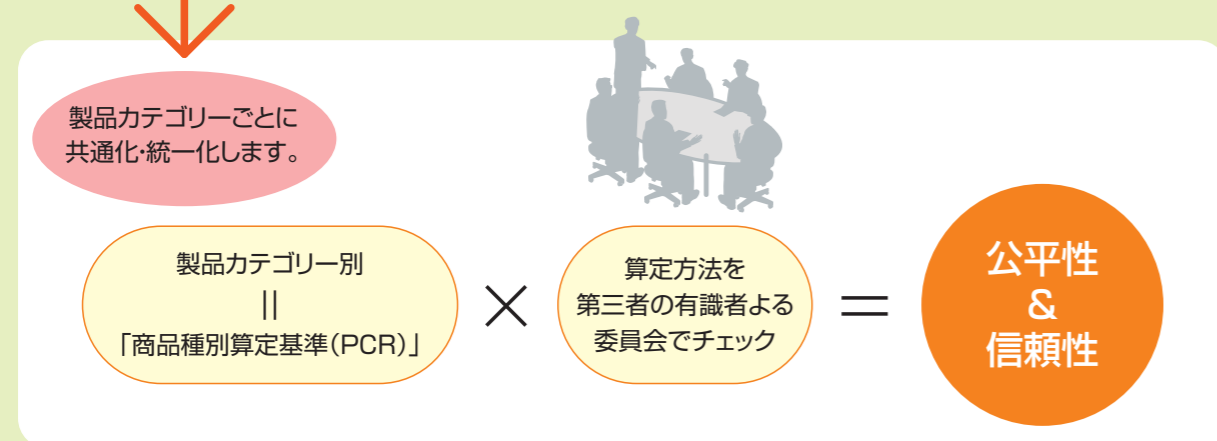 製品カテゴリーごとに
共通化・統一化します。
製品カテゴリー別
||
「商品種別算定基準(PCR)」
×
算定方法を
第三者の有識者よる
委員会でチェック
=
公平性
&
信頼性